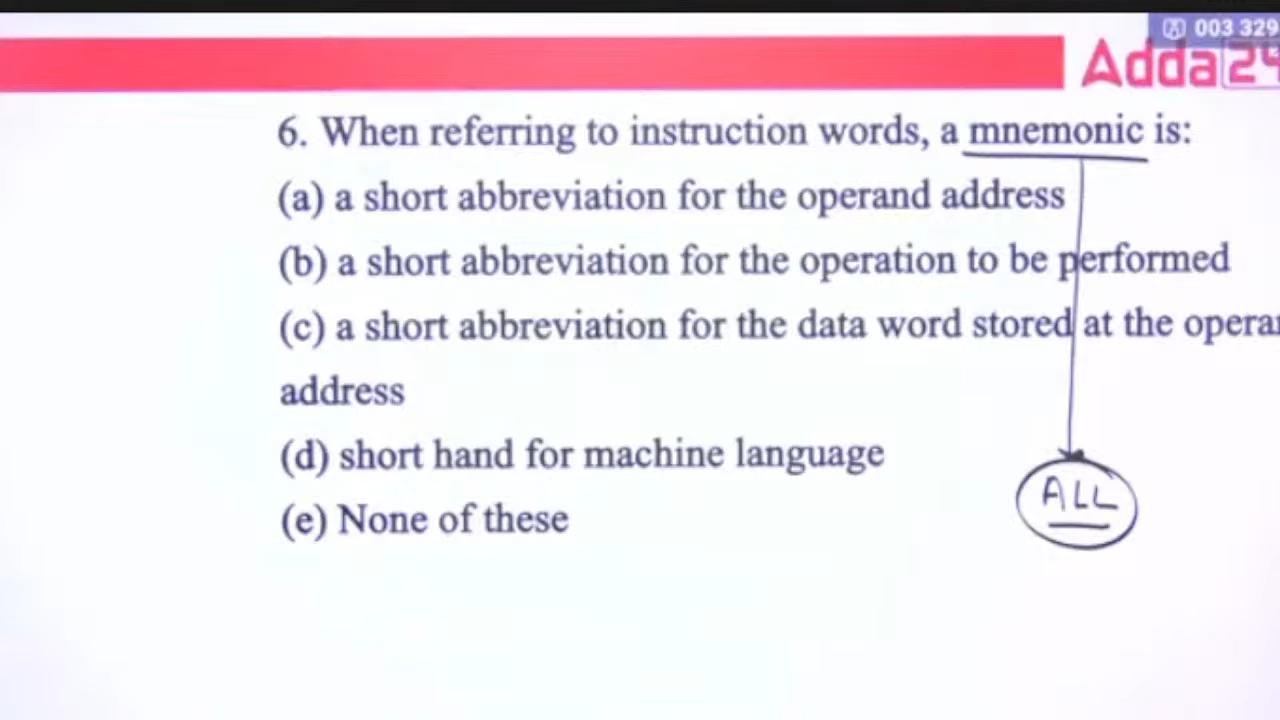 003 329
Adda24
6. When referring to instruction words, a mnemonic is:
(a) a short abbreviation for the operand address
(b) a short abbreviation for the operation to be performed
(c) a short abbreviation for the data word stored at the
address
(d) short hand for machine language
(e) None of these
ALL